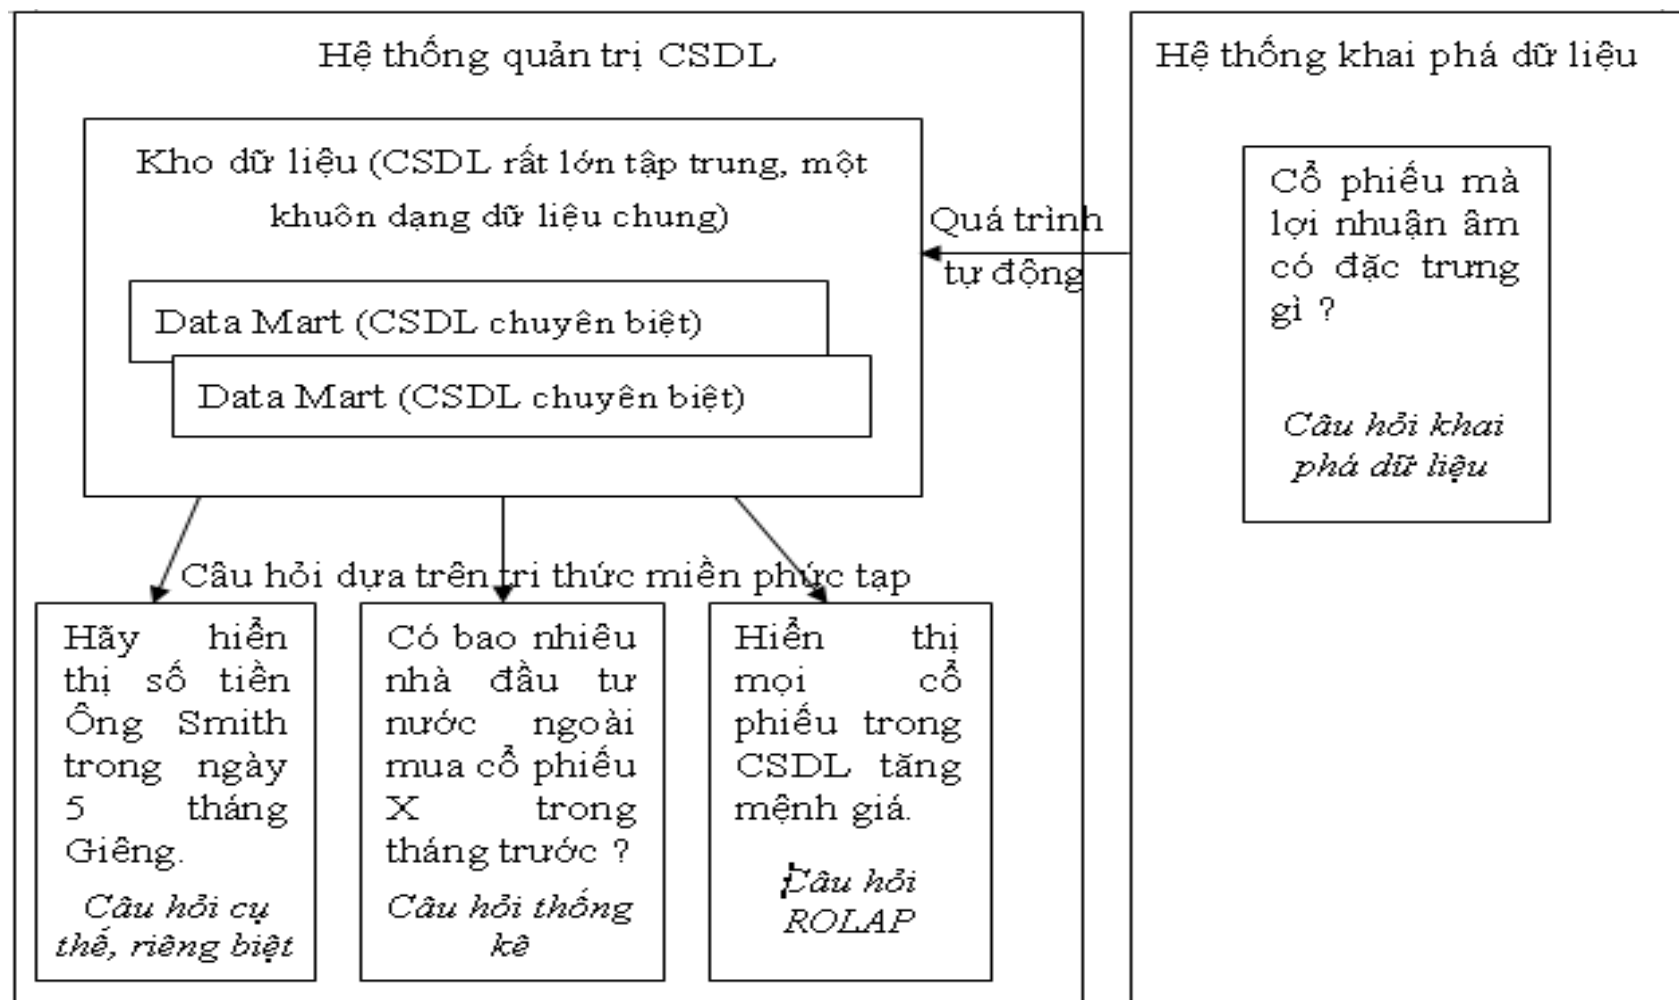 Hệ thống quản trị CSDL
Kho dữ liệu (CSDL rất lớn tập trung, một
khuôn dạng dữ liệu chung)
Data Mart (CSDL chuyên biệt)
Data Mart (CSDL chuyên biệt)
Quá trình
tự động
Câu hỏi dựa trên tri thức miền phức tạp
Hãy hiển
thị số tiền
Ông Smith
trong ngày
5 tháng
Giêng.
Câu hỏi cụ
thể, riêng biệt
Có bao nhiêu
nhà đầu tư
nước ngoài
mua cổ phiếu
X trong
tháng trước ?
Câu hỏi thống
kê
Hiển thị
mọi cổ
phiếu trong
CSDL tăng
mệnh giá.
Câu hỏi
ROLAP
Hệ thống khai phá dữ liệu
Cổ phiếu mà
lợi nhuận âm
có đặc trưng
gì ?
Câu hỏi khai
phá dữ liệu